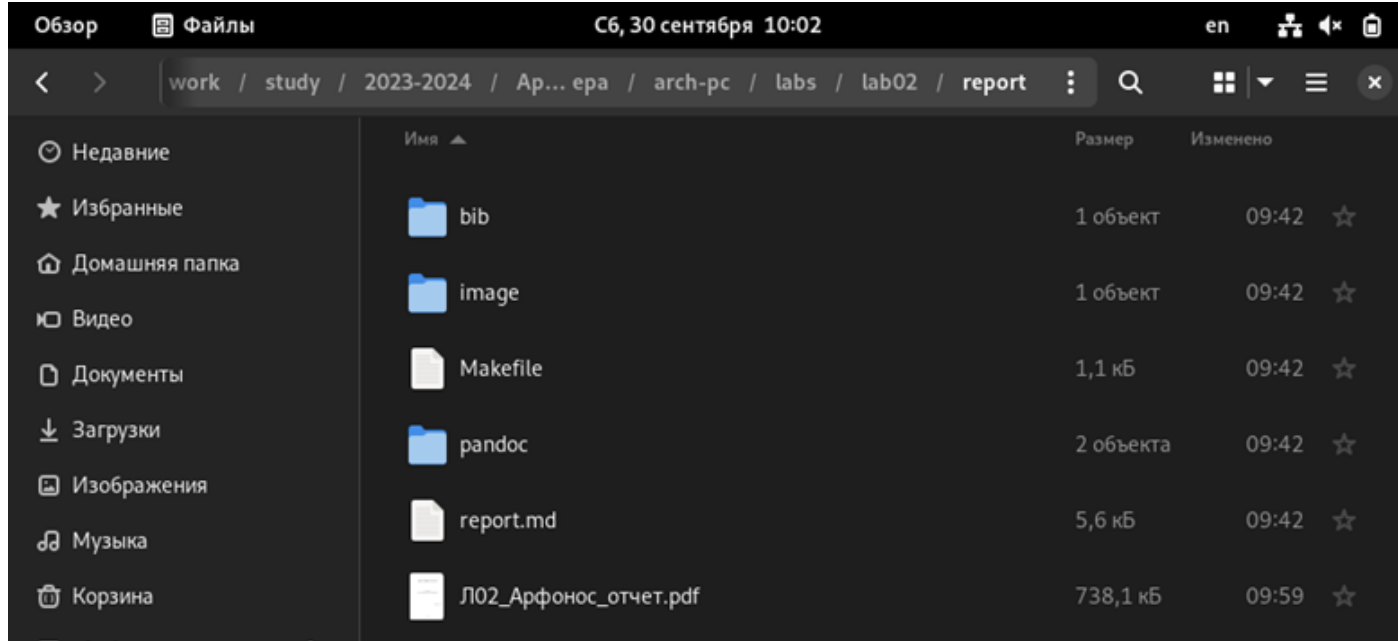 Обзор Файлы Сб, 30 сентября 10:02 en
work / study / 2023-2024 / Ар… ера / arch-pc / labs / lab02 / report
Имя Размер Изменено
Недавние
Избранные
Домашняя папка
Видео
Документы
Загрузки
Изображения
Музыка
Корзина
bib 1 объект 09:42
image 1 объект 09:42
Makefile 1,1 кБ 09:42
pandoc 2 объекта 09:42
report.md 5,6 кБ 09:42
Л02_Арфонос_отчет.pdf 738,1 кБ 09:59